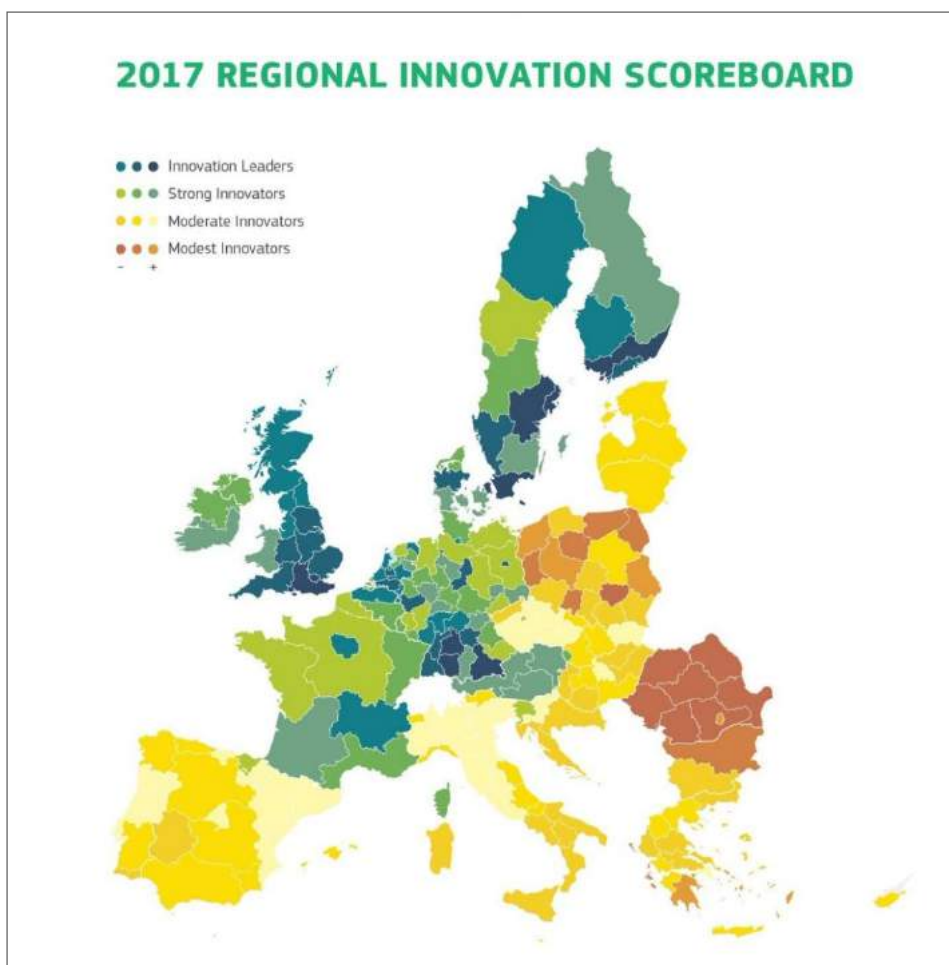 2017 REGIONAL INNOVATION SCOREBOARD
Innovation Leaders
Strong Innovators
Moderate Innovators
Modest Innovators
- +